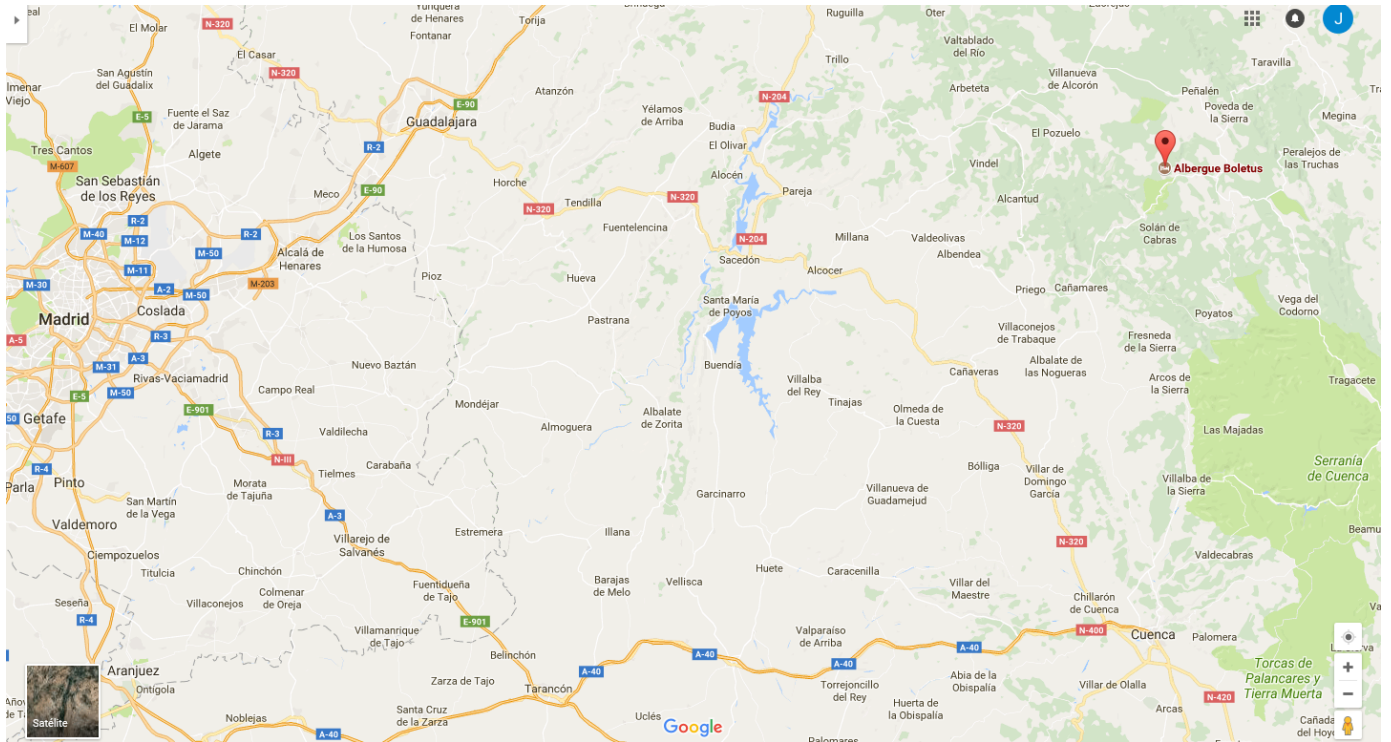 Yunquera
de Henares
Torija
Ruguilla
Oter
El Molar
N-320
Fontanar
J
El Casar
Valtablado
del Río
Taravilla
San Agustín
del Guadalix
N-320
Trillo
Villanueva
de Alcorón
Atanzón
N-204
Arbeteta
Peñalén
E-90
Fuente el Saz
de Jarama
E-5
Guadalajara
Yélamos
de Arriba
Budia
El Olivar
El Pozuelo
Poveda de
la Sierra
Megina
Tres Cantos
M-607
Algete
R-2
Vindel
Albergue Boletus
Peralejos de
las Truchas
San Sebastián
de los Reyes
Meco
E-90
Horche
Alocén
Pareja
Tendilla
N-320
N-320
Alcantud
R-2
M-40
M-12
R-2
Los Santos
de la Humosa
Fuentelencina
N-204
Millana
Valdeolivas
Solán de
Cabras
M-50
Alcalá de
Henares
Sacedón
Albendea
M-11
Pioz
Hueva
Alcocer
M-30
A-2
M-50
M-203
Priego
Cañamares
Madrid
Coslada
Santa María
de Poyos
Vega del
Codorno
Pastrana
Poyatos
A-5
R-3
Villaconejos
de Trabaque
Fresneda
de la Sierra
A-3
M-31
Rivas-Vaciamadrid
Nuevo Baztán
Buendía
Albalate de
las Nogueras
Cañaveras
Arcos de
la Sierra
Tragacete
Campo Real
Villalba
del Rey
E-5
M-50
E-901
Mondéjar
Tinajas
50
Getafe
Almoguera
Albalate
de Zorita
Olmeda de
la Cuesta
N-320
Las Majadas
R-3
Valdilecha
N-III
Carabaña
Tielmes
R-4
Bólliga
Villar de
Domingo
García
Serranía
de Cuenca
Parla
Pinto
Morata
de Tajuña
Villalba de
la Sierra
San Martín
de la Vega
Garcinarro
Villanueva de
Guadamejud
A-3
Valdemoro
Estremera
Illana
Villarejo de
Salvanés
N-320
Ciempozuelos
Valdecabras
Titulcia
Chinchón
Huete
Caracenilla
Barajas
de Melo
Vellisca
Fuentidueña
de Tajo
Villar del
Maestre
Colmenar
de Oreja
Seseña
Villaconejos
Chillarón
de Cuenca
R-4
E-901
Villamanrique
de Tajo
Valparaíso
de Arriba
N-400
Cuenca
Palomera
A-40
A-40
A-40
Belinchón
Aranjuez
Ontígola
Zarza de Tajo
Tarancón
Torrejoncillo
del Rey
Abia de la
Obispalía
Villar de Olalla
Torcas de
Palancares y
Tierra Muerta
N-420
Santa Cruz
de la Zarza
Huerta de
la Obispalía
Arcas
Noblejas
Uclés
Satélite
A-40
Google
Palomares
Cañada
del Hoyo